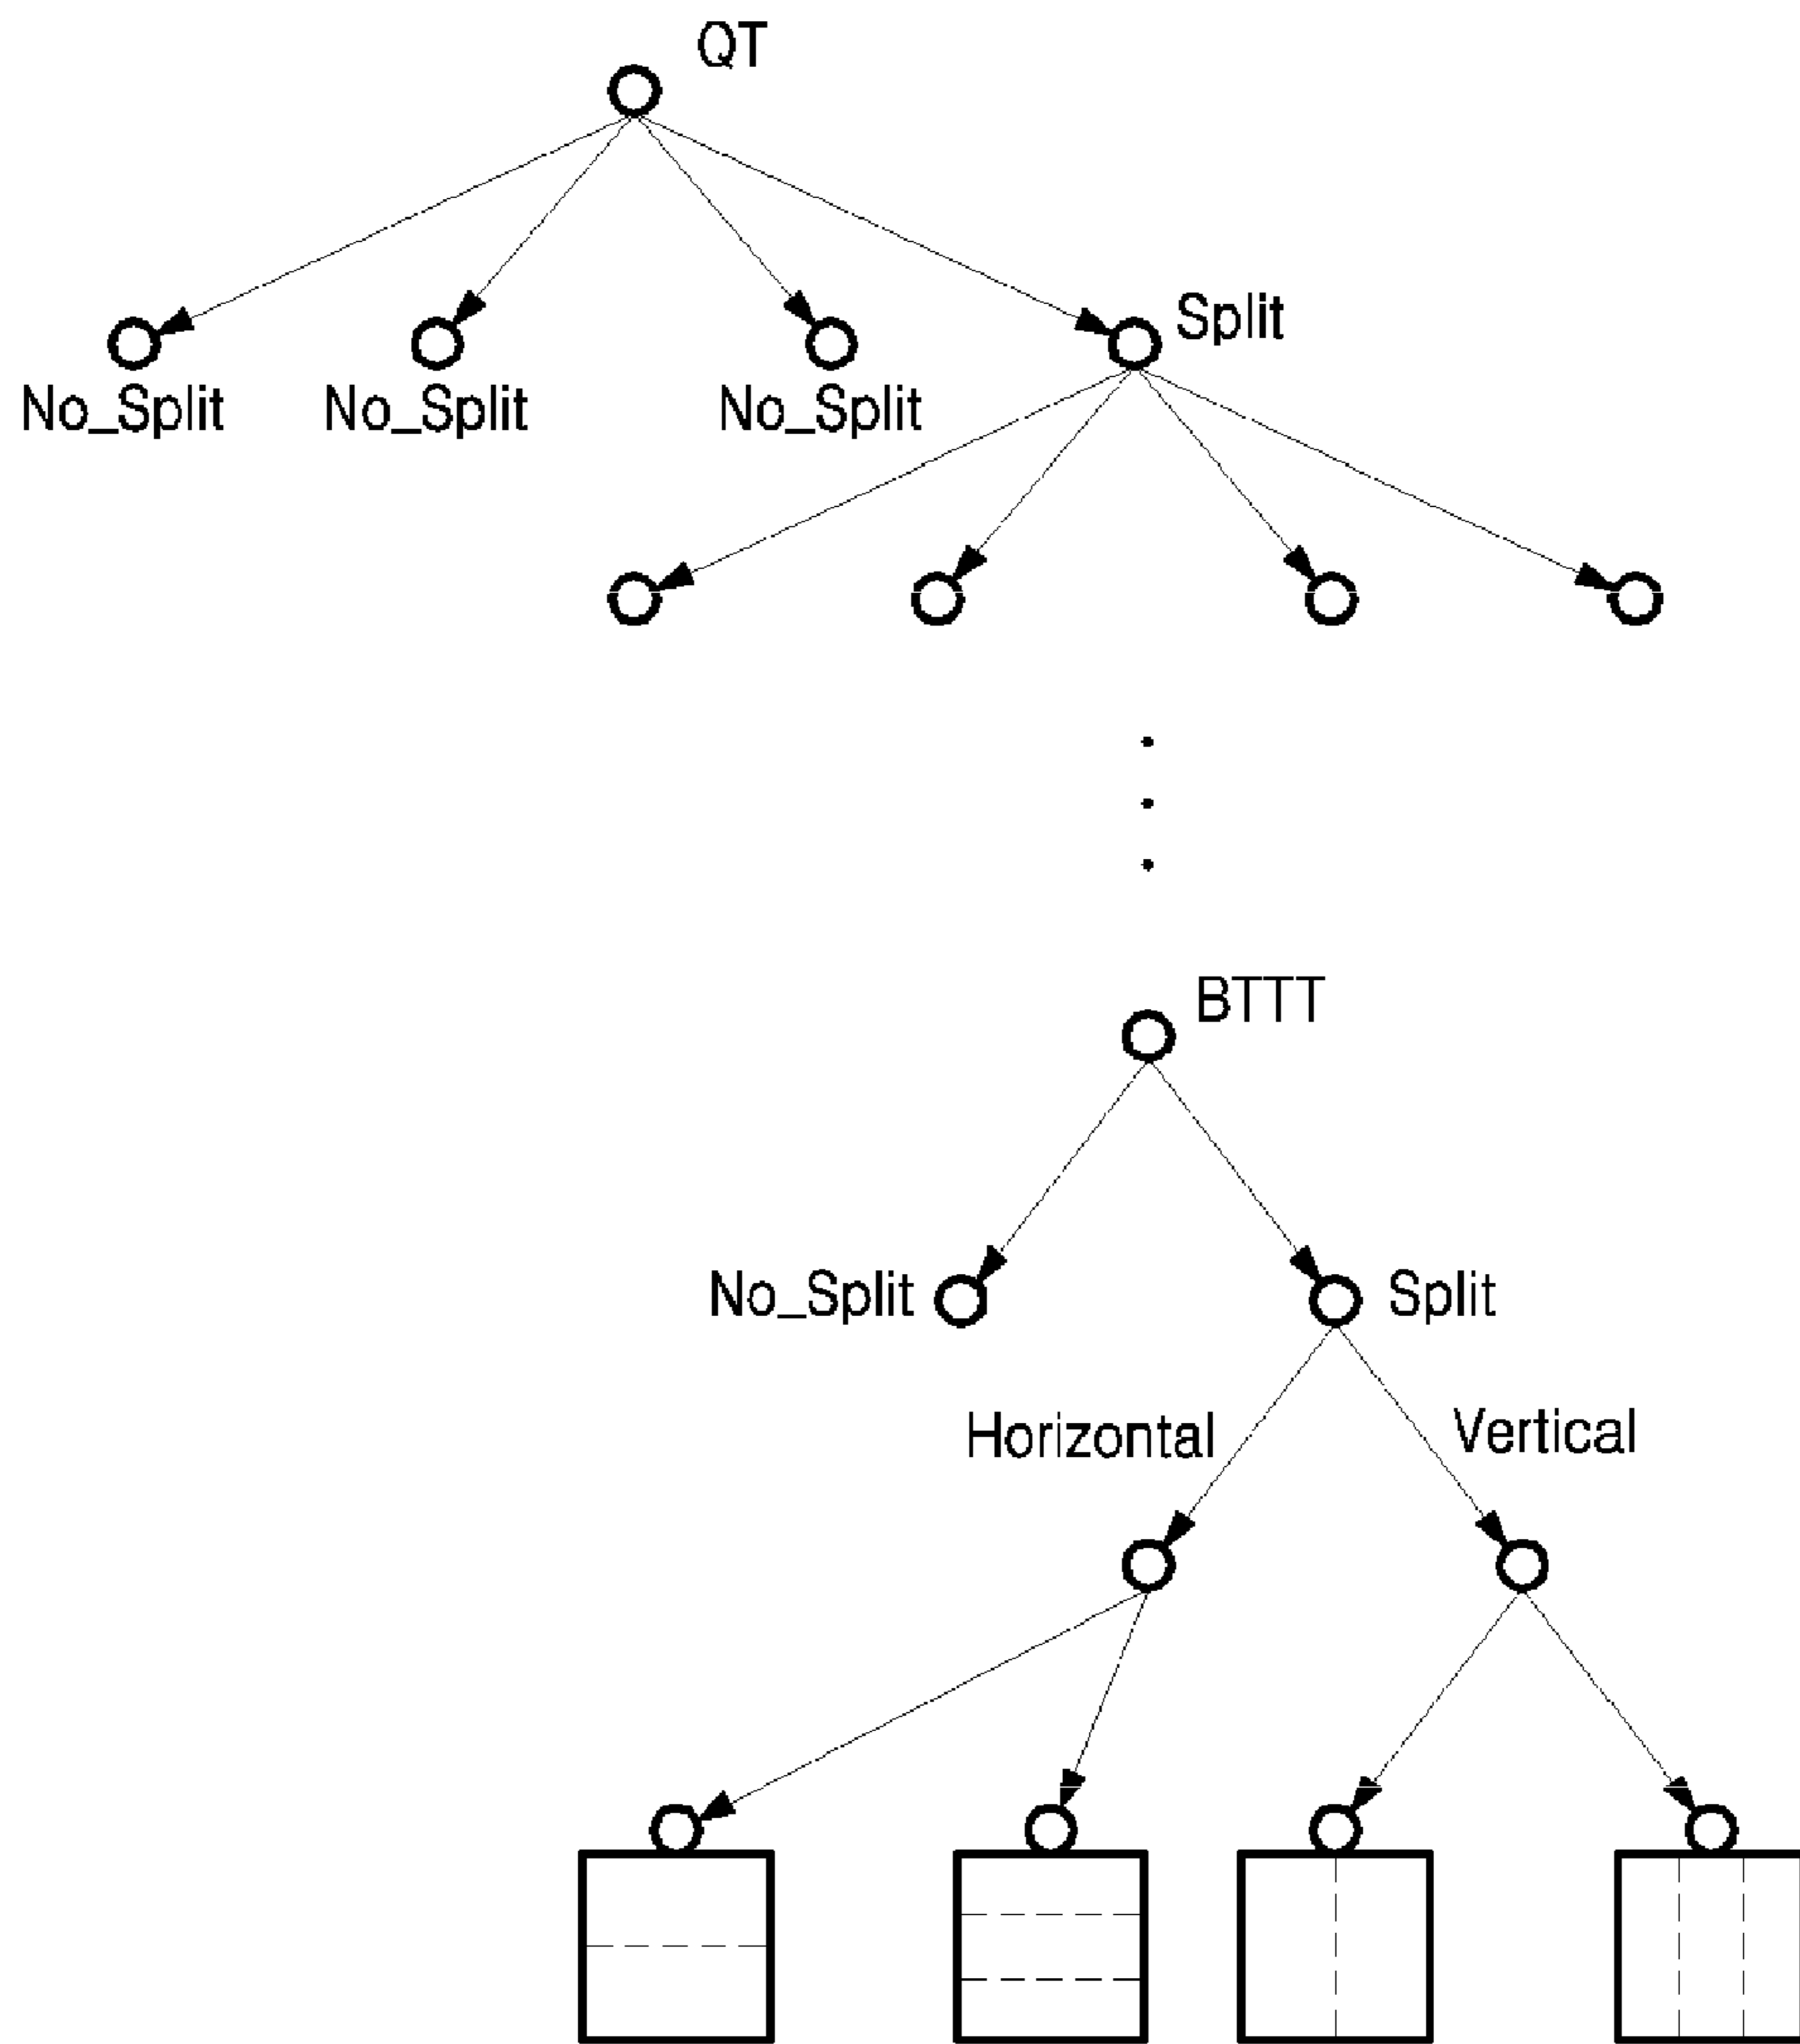 QT
Split
No_Split No_Split No_Split
BTTT
No_Split Split
Horizontal Vertical